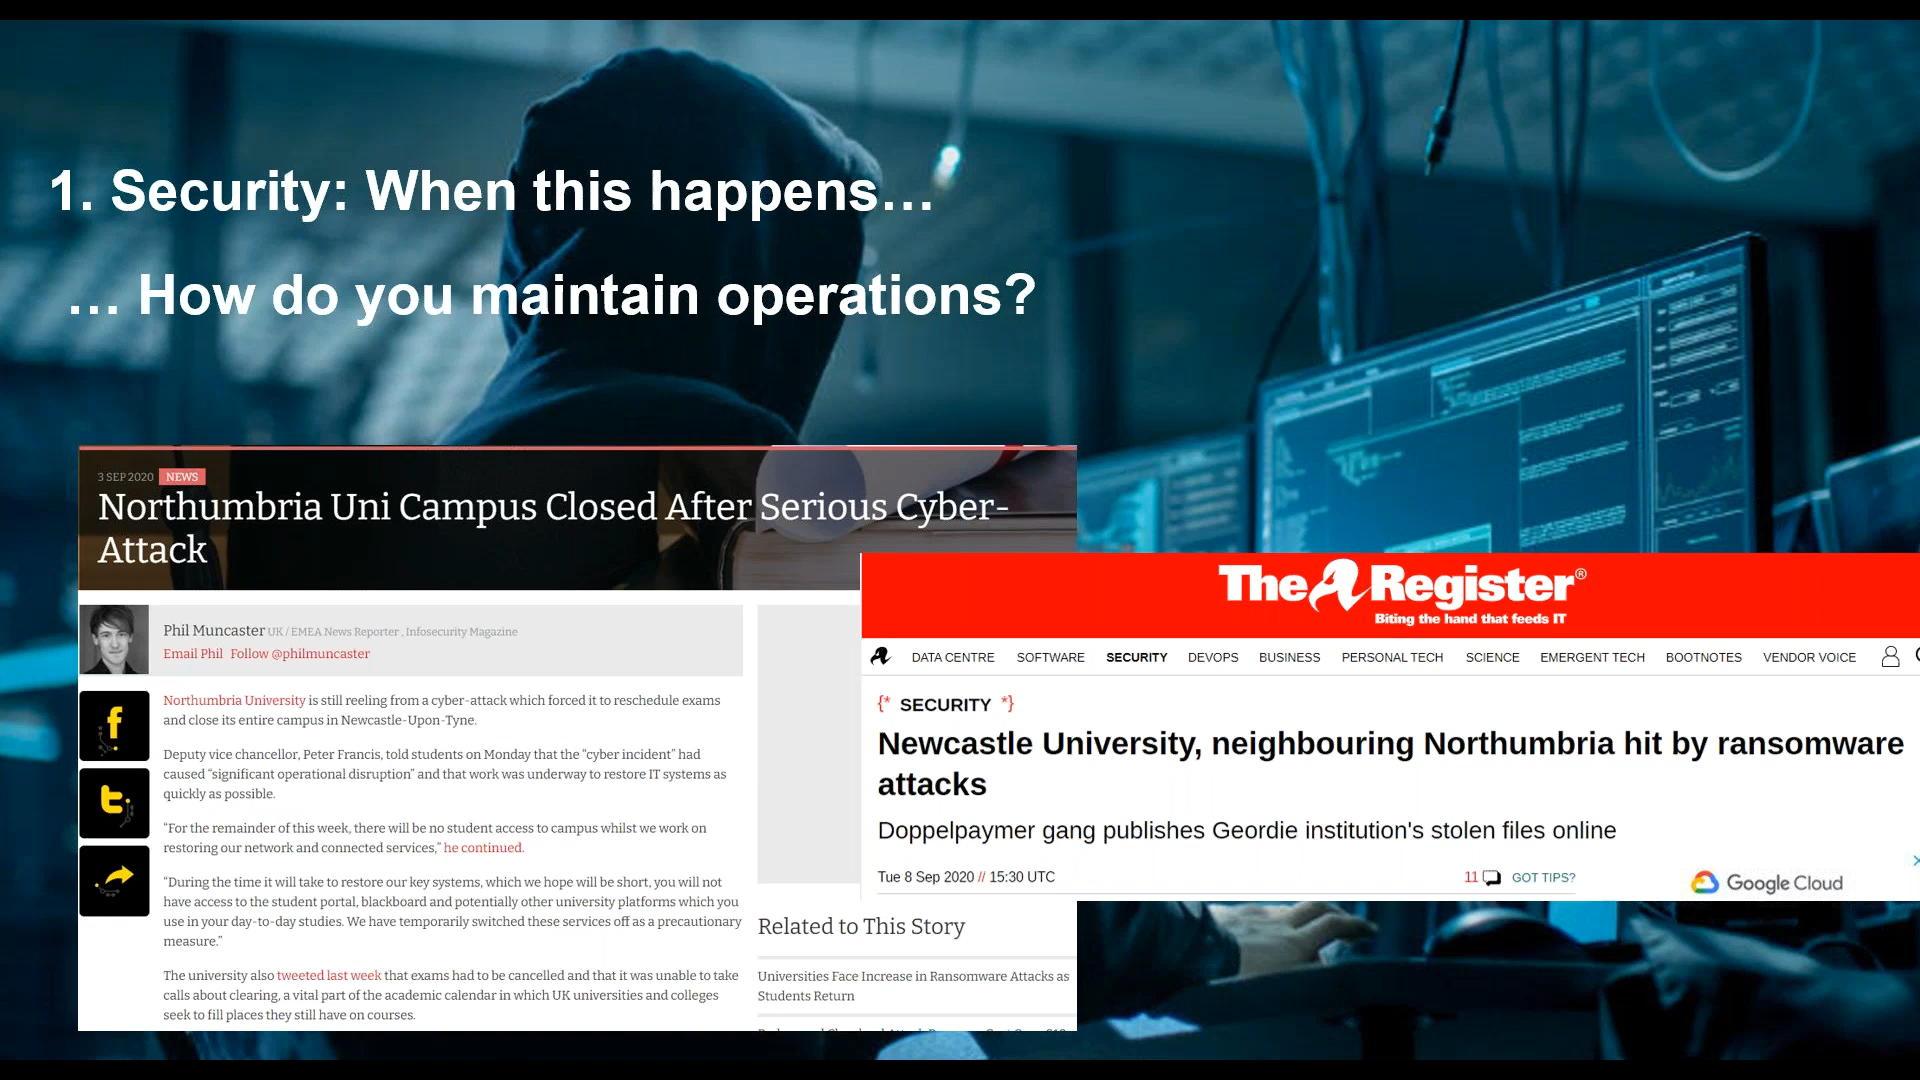 1. Security: When this happens…
… How do you maintain operations?
3 SEP 2020 NEWS
Northumbria Uni Campus Closed After Serious Cyber-
Attack
Phil Muncaster UK / EMEA News Reporter , Infosecurity Magazine
Email Phil Follow @philmuncaster
Northumbria University is still reeling from a cyber-attack which forced it to reschedule exams
and close its entire campus in Newcastle-Upon-Tyne.
Deputy vice chancellor, Peter Francis, told students on Monday that the “cyber incident” had
caused “significant operational disruption” and that work was underway to restore IT systems as
quickly as possible.
“For the remainder of this week, there will be no student access to campus whilst we work on
restoring our network and connected services,” he continued.
“During the time it will take to restore our key systems, which we hope will be short, you will not
have access to the student portal, blackboard and potentially other university platforms which you
use in your day-to-day studies. We have temporarily switched these services off as a precautionary
measure.”
The university also tweeted last week that exams had to be cancelled and that it was unable to take
calls about clearing, a vital part of the academic calendar in which UK universities and colleges
seek to fill places they still have on courses.
Related to This Story
Universities Face Increase in Ransomware Attacks as
Students Return
The Register®
Biting the hand that feeds IT
DATA CENTRE SOFTWARE SECURITY DEVOPS BUSINESS PERSONAL TECH SCIENCE EMERGENT TECH BOOTNOTES VENDOR VOICE
{* SECURITY *}
Newcastle University, neighbouring Northumbria hit by ransomware
attacks
Doppelpaymer gang publishes Geordie institution's stolen files online
Tue 8 Sep 2020 // 15:30 UTC
11 GOT TIPS?
Google Cloud